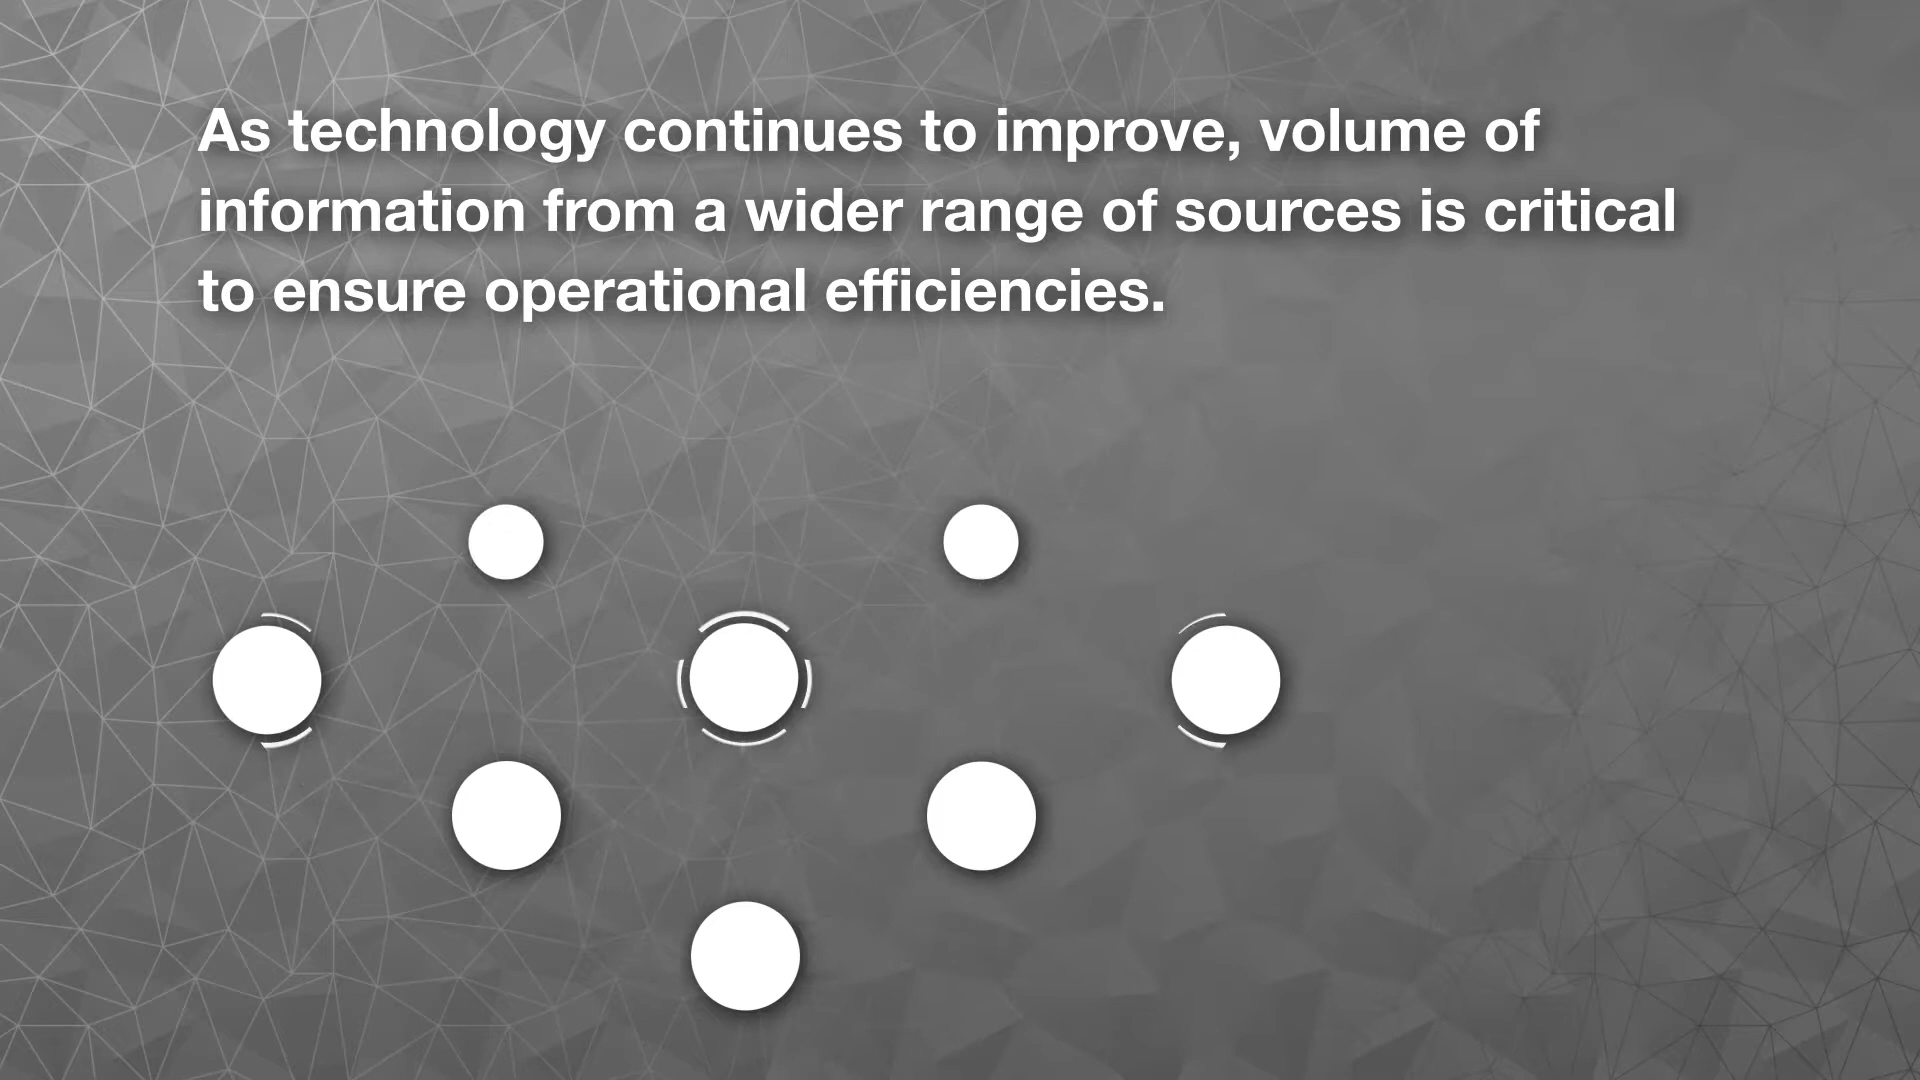 As technology continues to improve, volume of
information from a wider range of sources is critical
to ensure operational efficiencies.